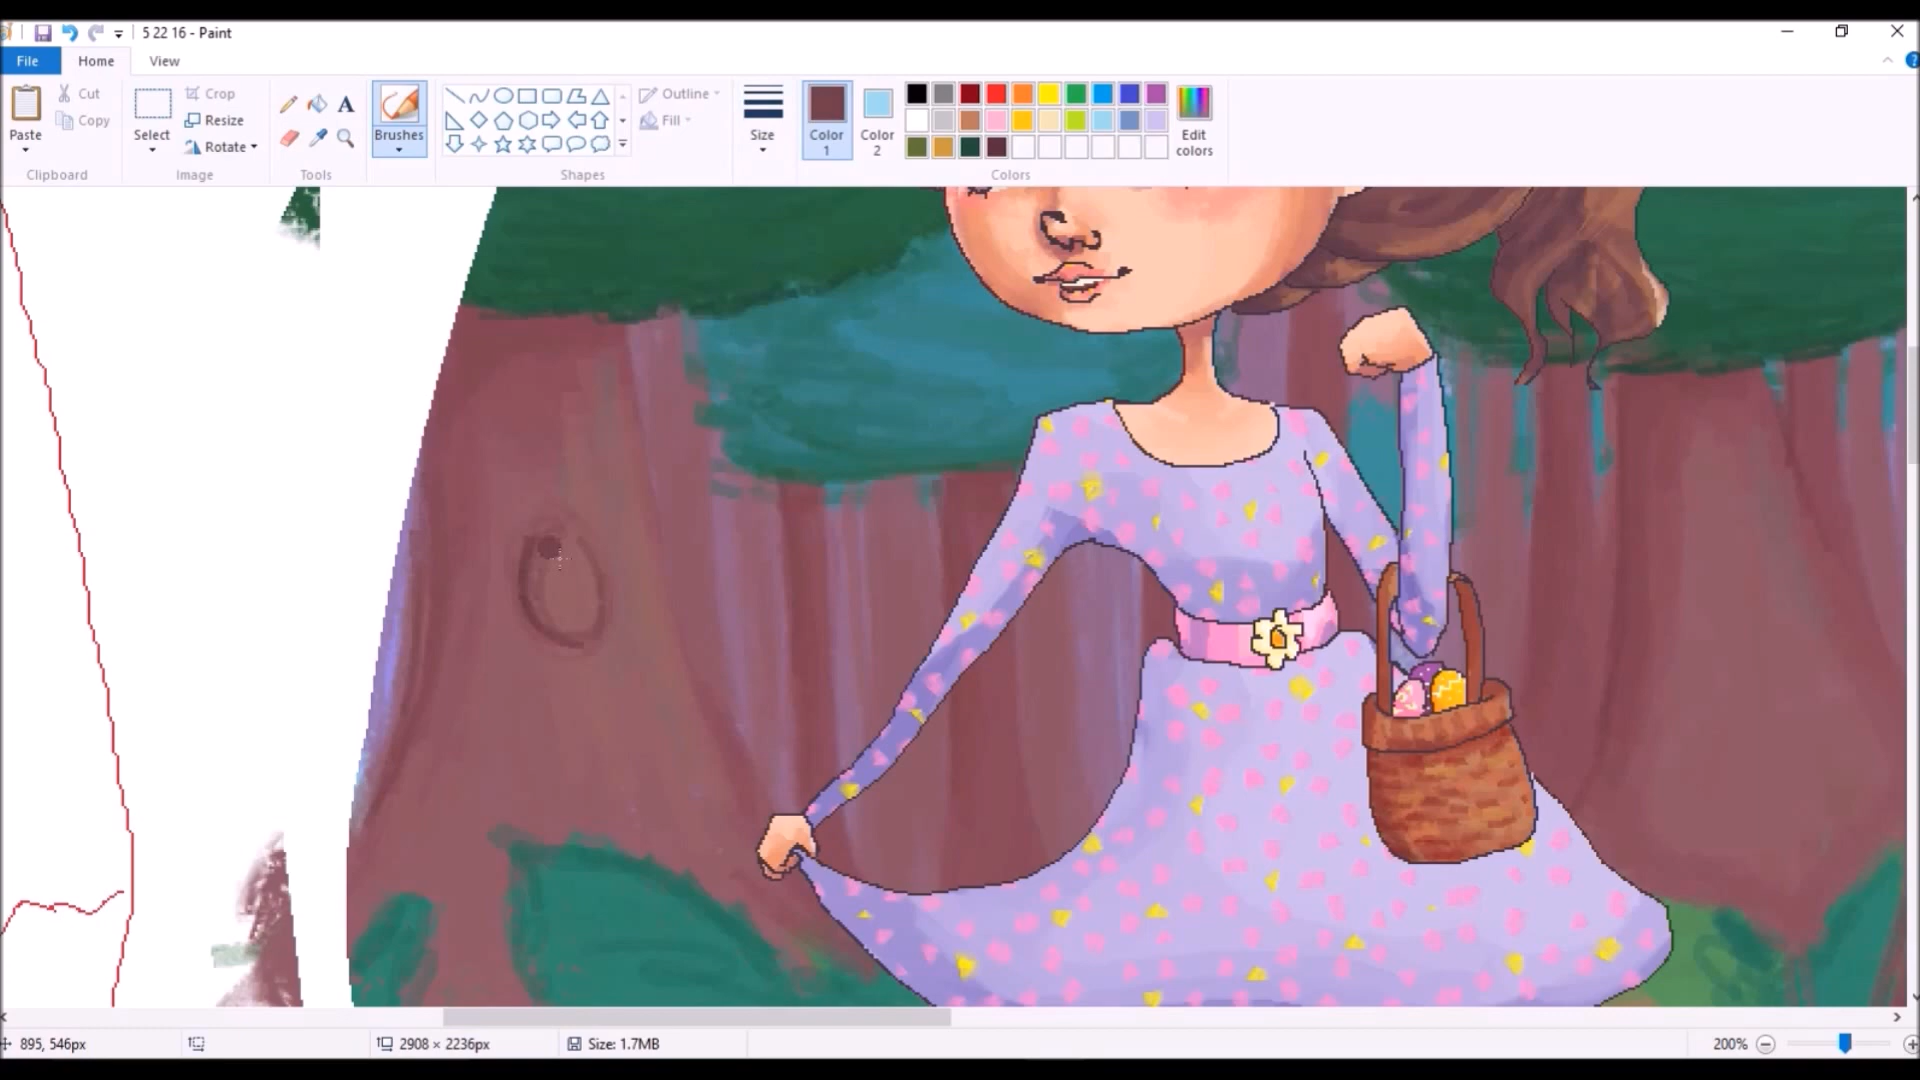 5 22 16 - Paint
File Home View
Paste
Cut
Copy
Clipboard
Select
Crop
Resize
Rotate
Image
A
Tools
Brushes
Outline
Fill
Shapes
Size
Color 1
Color 2
Edit colors
Colors
895, 546px
2908 × 2236px
Size: 1.7MB
200%